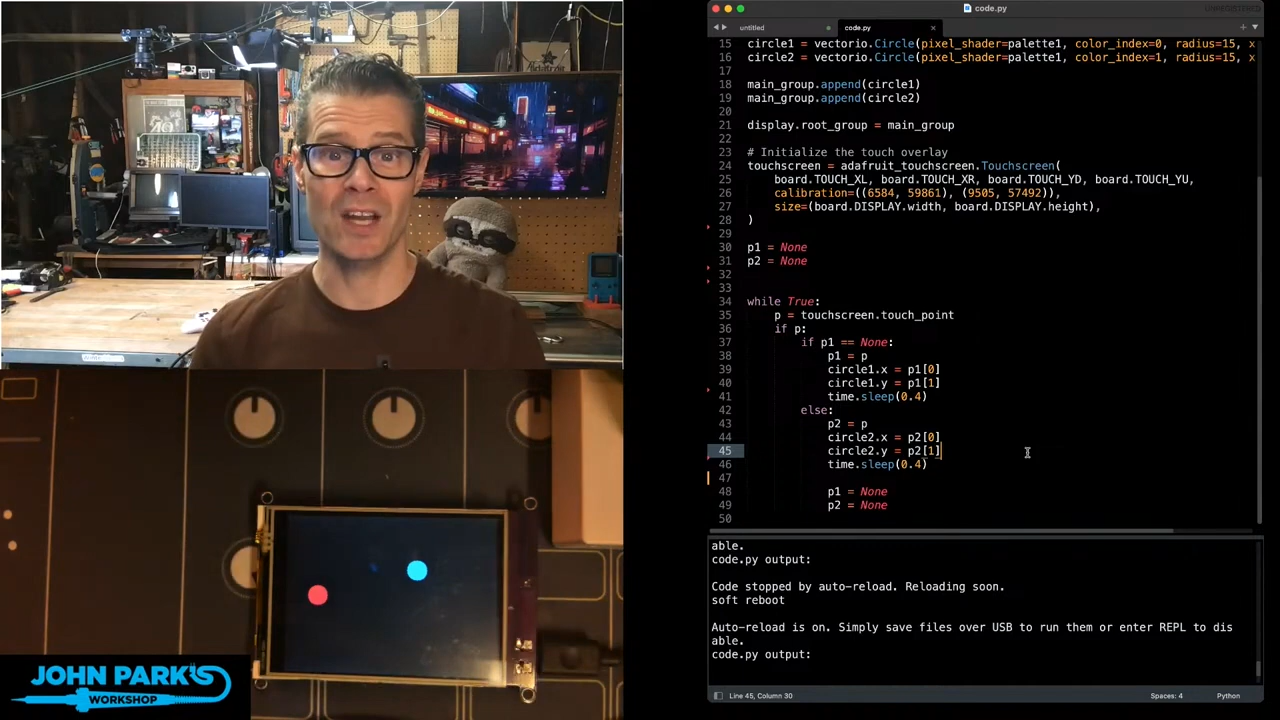 code.py
untitled
code.py
15 circle1 = vectorio.Circle(pixel_shader=palette1, color_index=0, radius=15, x
16 circle2 = vectorio.Circle(pixel_shader=palette1, color_index=1, radius=15, x
17
18 main_group.append(circle1)
19 main_group.append(circle2)
20
21 display.root_group = main_group
22
23 # Initialize the touch overlay
24 touchscreen = adafruit_touchscreen.Touchscreen(
25 board.TOUCH_XL, board.TOUCH_XR, board.TOUCH_YD, board.TOUCH_YU,
26 calibration=((6584, 59861), (9505, 57492)),
27 size=(board.DISPLAY.width, board.DISPLAY.height),
28 )
29
30 p1 = None
31 p2 = None
32
33
34 while True:
35 p = touchscreen.touch_point
36 if p:
37 if p1 == None:
38 p1 = p
39 circle1.x = p1[0]
40 circle1.y = p1[1]
41 time.sleep(0.4)
42 else:
43 p2 = p
44 circle2.x = p2[0]
45 circle2.y = p2[1]
46 time.sleep(0.4)
47
48 p1 = None
49 p2 = None
50
able.
code.py output:
Code stopped by auto-reload. Reloading soon.
soft reboot
Auto-reload is on. Simply save files over USB to run them or enter REPL to dis
able.
code.py output:
Line 45, Column 30
Spaces: 4
Python
JOHN PARK'S
WORKSHOP